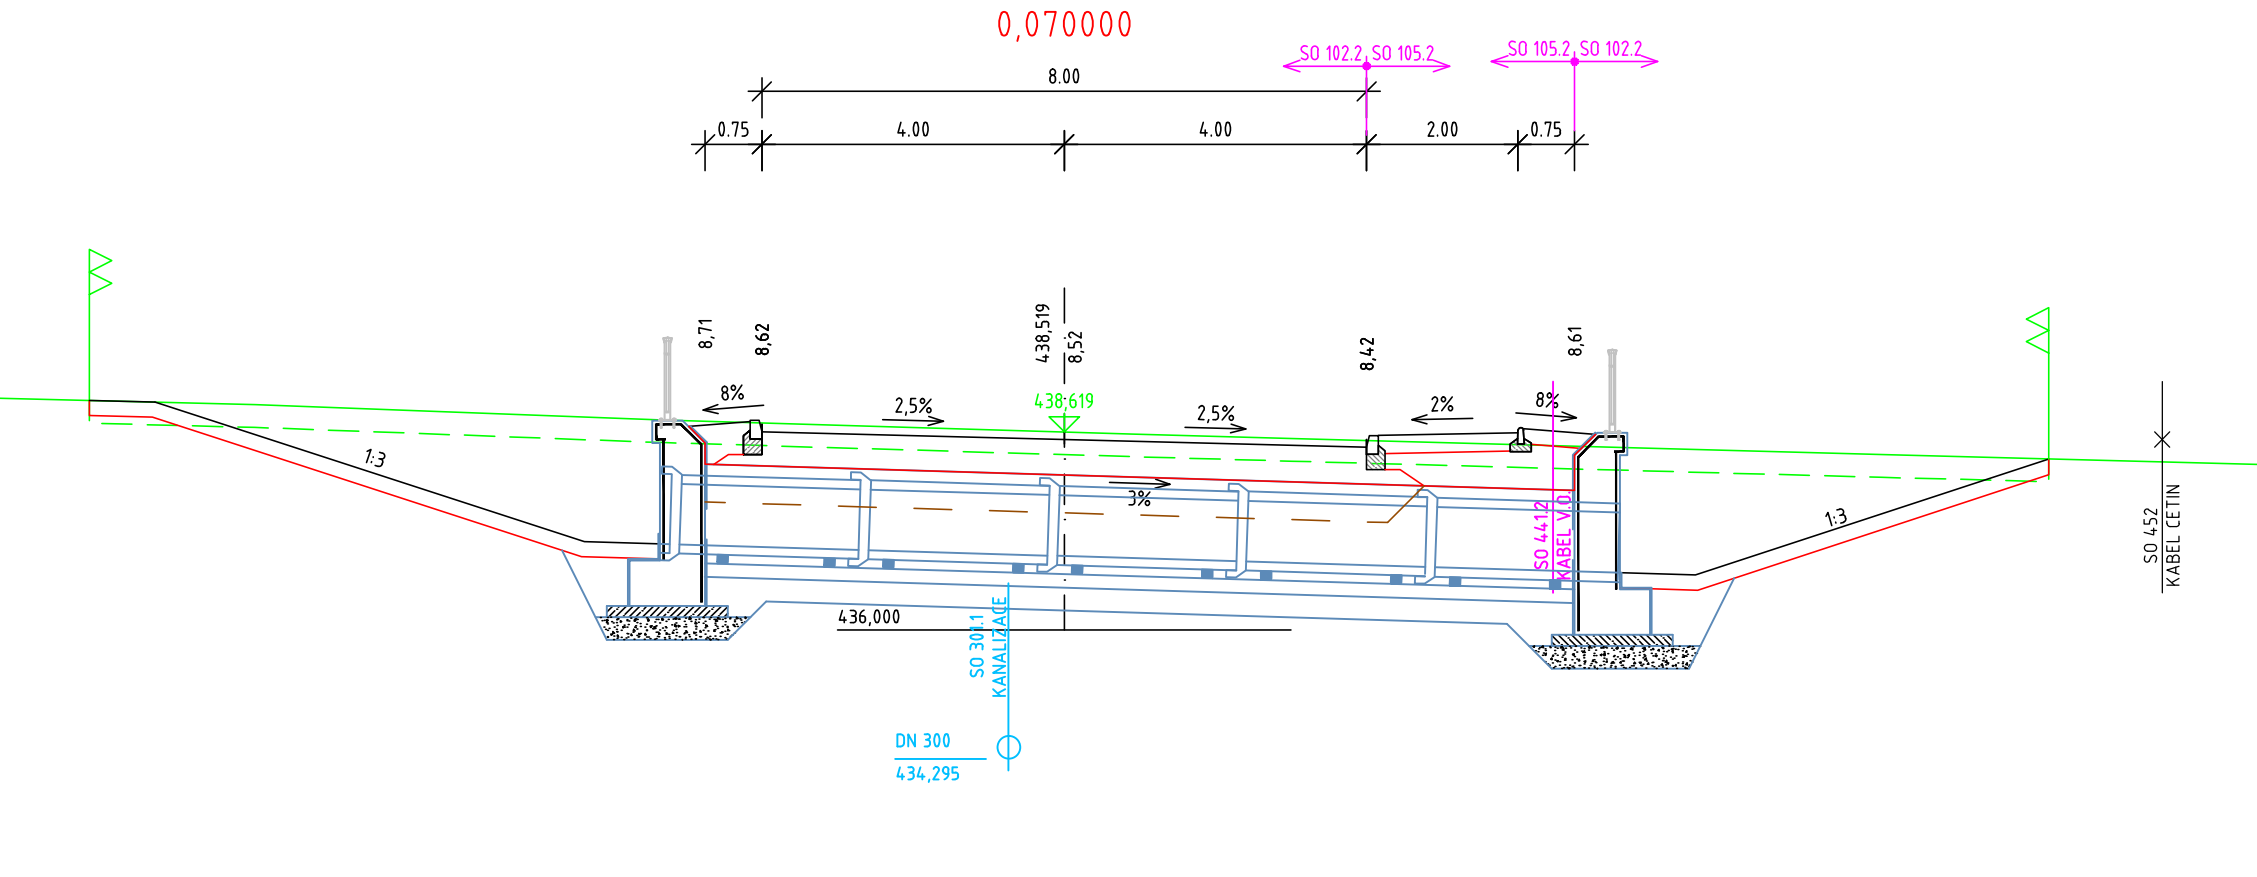 0,070000
SO 102.2
SO 105.2
SO 105.2
SO 102.2
8.00
0.75
4.00
4.00
2.00
0.75
8,71
8,62
438,519
8,52
8,42
8,61
8%
2,5%
438,619
2,5%
2%
8%
1:3
3%
1:3
SO 441.2
KABEL V.O.
SO 452
KABEL CETIN
436,000
SO 301.1
KANALIZACE
DN 300
434,295